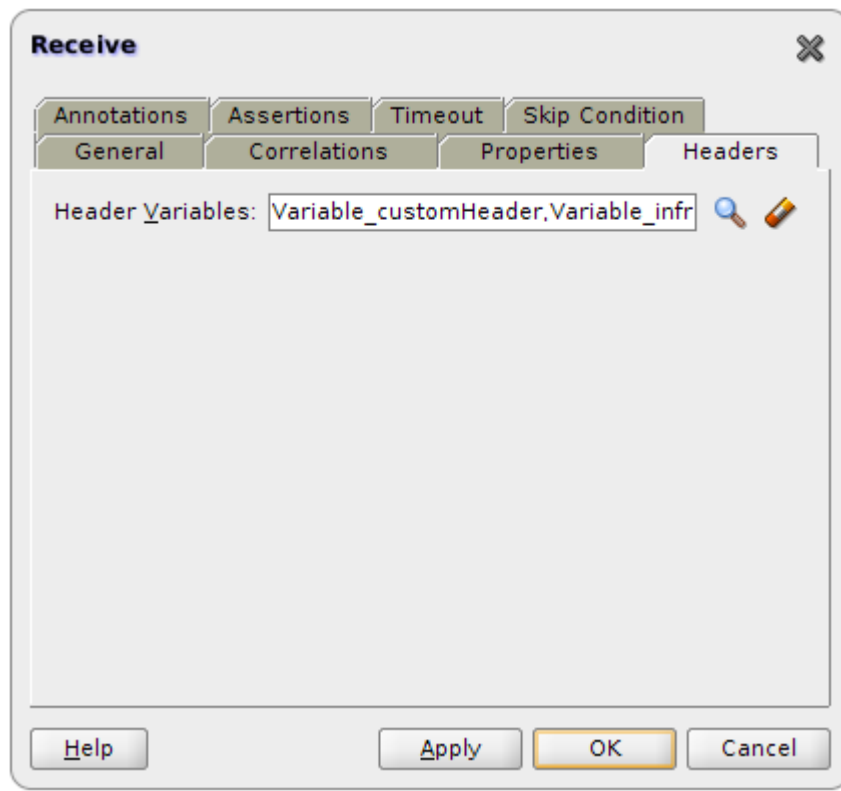 Receive
Annotations Assertions Timeout Skip Condition
General Correlations Properties Headers
Header Variables: Variable_customHeader,Variable_infr
Help Apply OK Cancel